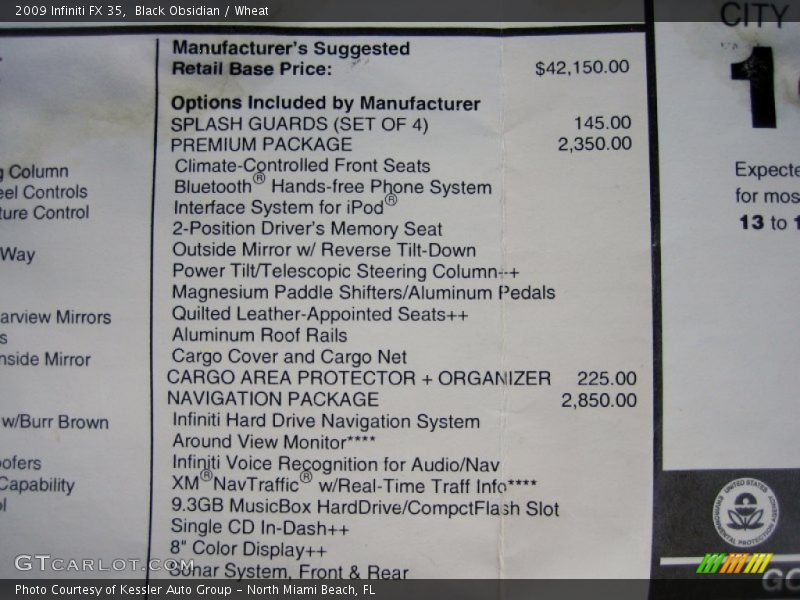 2009 Infiniti FX 35, Black Obsidian / Wheat
CITY
Manufacturer's Suggested
Retail Base Price: $42,150.00
Options Included by Manufacturer
SPLASH GUARDS (SET OF 4) 145.00
PREMIUM PACKAGE 2,350.00
Climate-Controlled Front Seats
Bluetooth® Hands-free Phone System
Interface System for iPod®
2-Position Driver's Memory Seat
Outside Mirror w/ Reverse Tilt-Down
Power Tilt/Telescopic Steering Column++
Magnesium Paddle Shifters/Aluminum Pedals
Quilted Leather-Appointed Seats++
Aluminum Roof Rails
Cargo Cover and Cargo Net
CARGO AREA PROTECTOR + ORGANIZER 225.00
NAVIGATION PACKAGE 2,850.00
Infiniti Hard Drive Navigation System
Around View Monitor****
Infiniti Voice Recognition for Audio/Nav
XM® NavTraffic® w/Real-Time Traff Info****
9.3GB MusicBox HardDrive/CompctFlash Slot
Single CD In-Dash++
8" Color Display++
Sonar System, Front & Rear
g Column
eel Controls
ture Control
Way
arview Mirrors
s
nside Mirror
w/Burr Brown
oofers
Capability
ol
1
Expecte
for mos
13 to 1
UNITED STATES
ENVIRONMENTAL PROTECTION
GO
GTCARLOT.COM
Photo Courtesy of Kessler Auto Group - North Miami Beach, FL